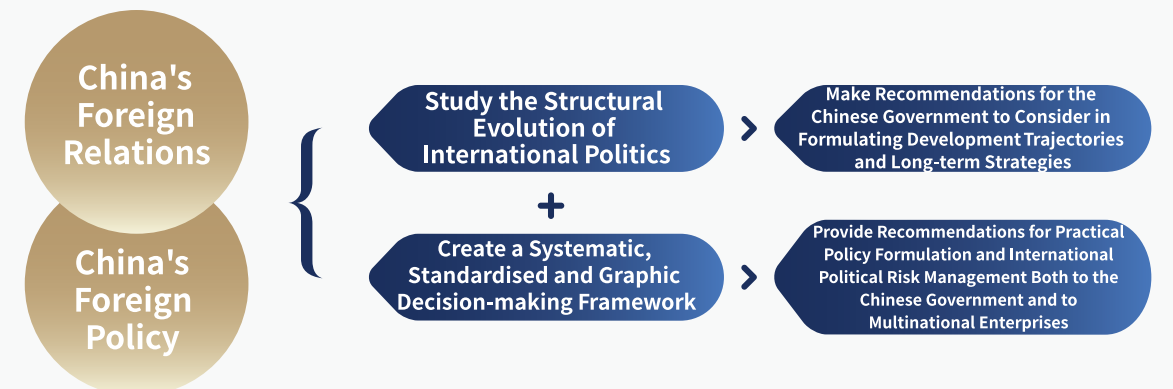 China's
Foreign
Relations
China's
Foreign
Policy
Study the Structural
Evolution of
International Politics
Make Recommendations for the
Chinese Government to Consider in
Formulating Development Trajectories
and Long-term Strategies
+
Create a Systematic,
Standardised and Graphic
Decision-making Framework
Provide Recommendations for Practical
Policy Formulation and International
Political Risk Management Both to the
Chinese Government and to
Multinational Enterprises